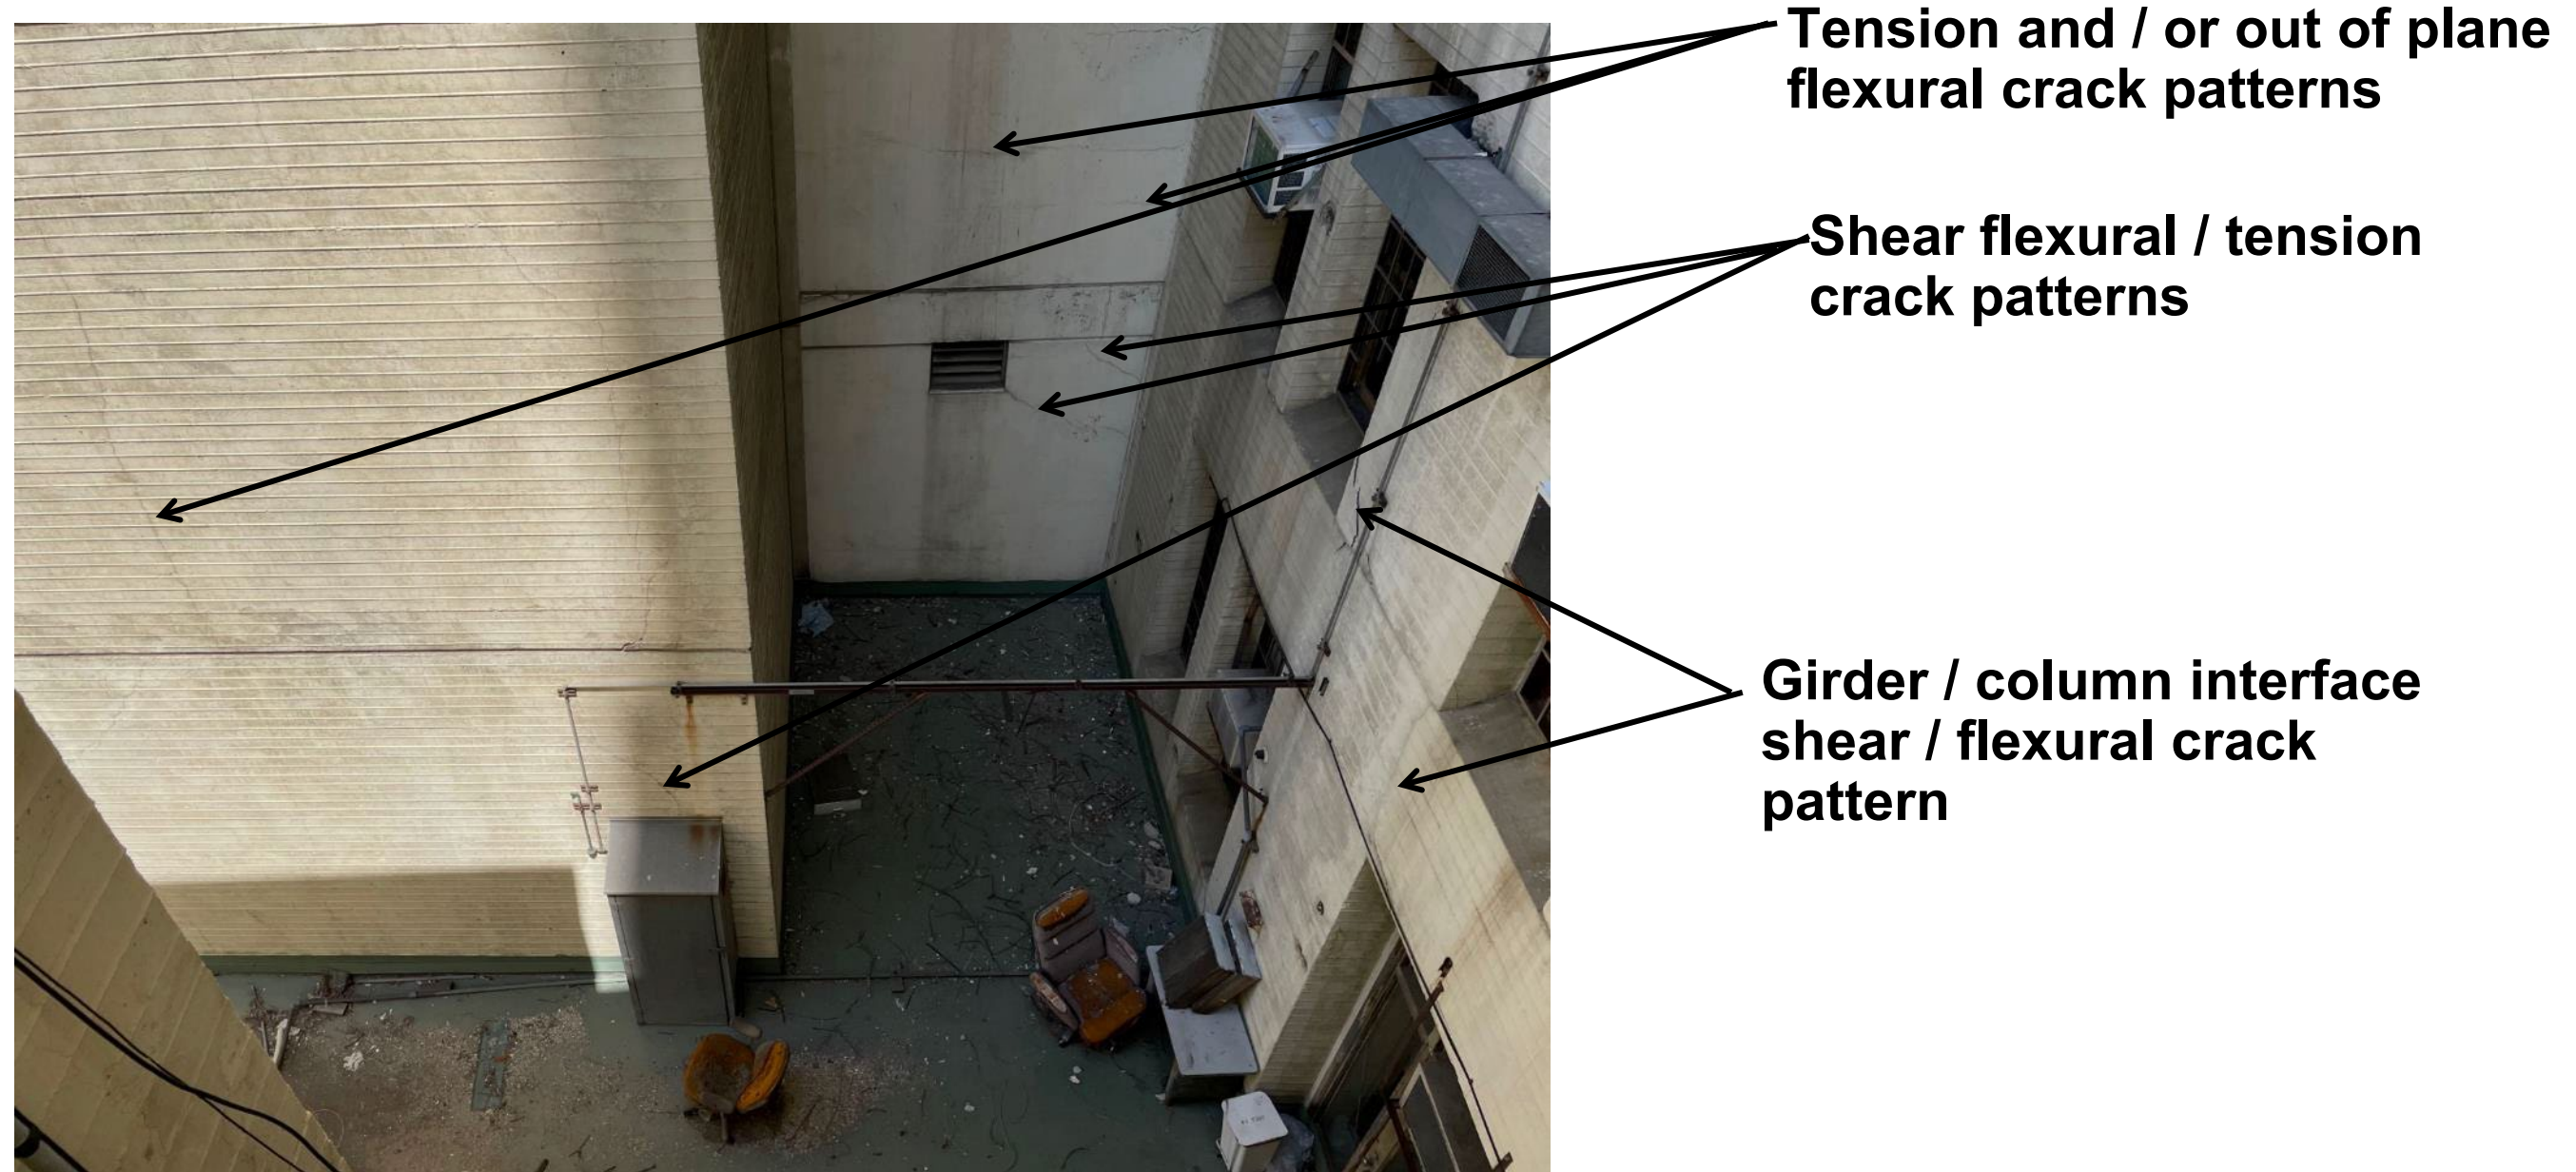 Tension and / or out of plane
flexural crack patterns
Shear flexural / tension
crack patterns
Girder / column interface
shear / flexural crack
pattern